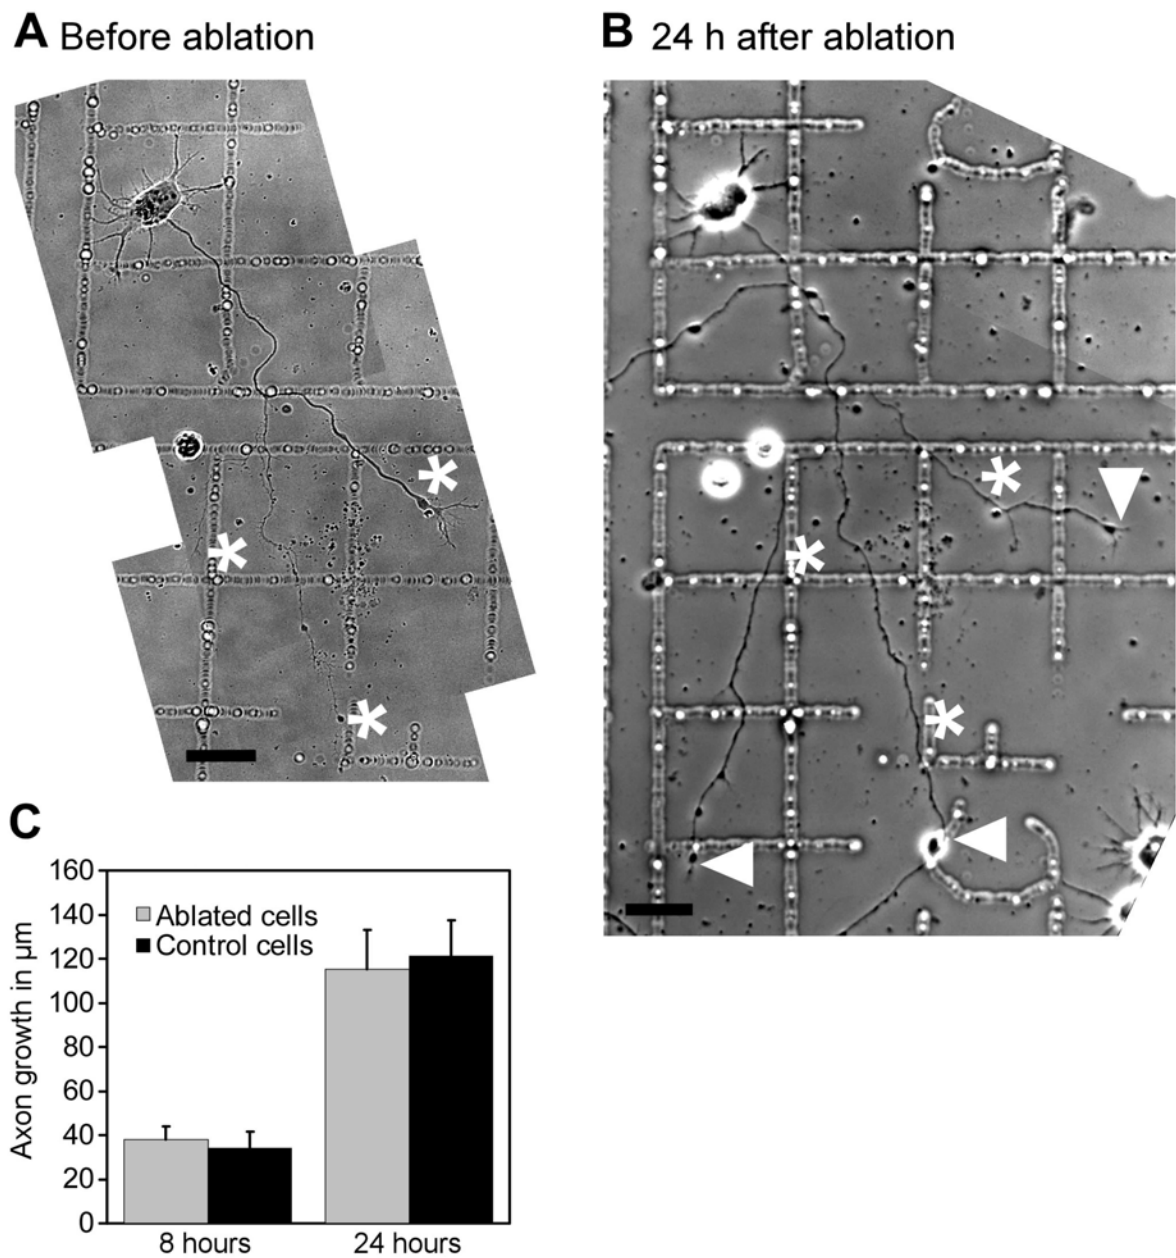 A Before ablation
B 24 h after ablation
C
160
140
120
100
80
60
40
20
0
Axon growth in µm
Ablated cells
Control cells
8 hours
24 hours